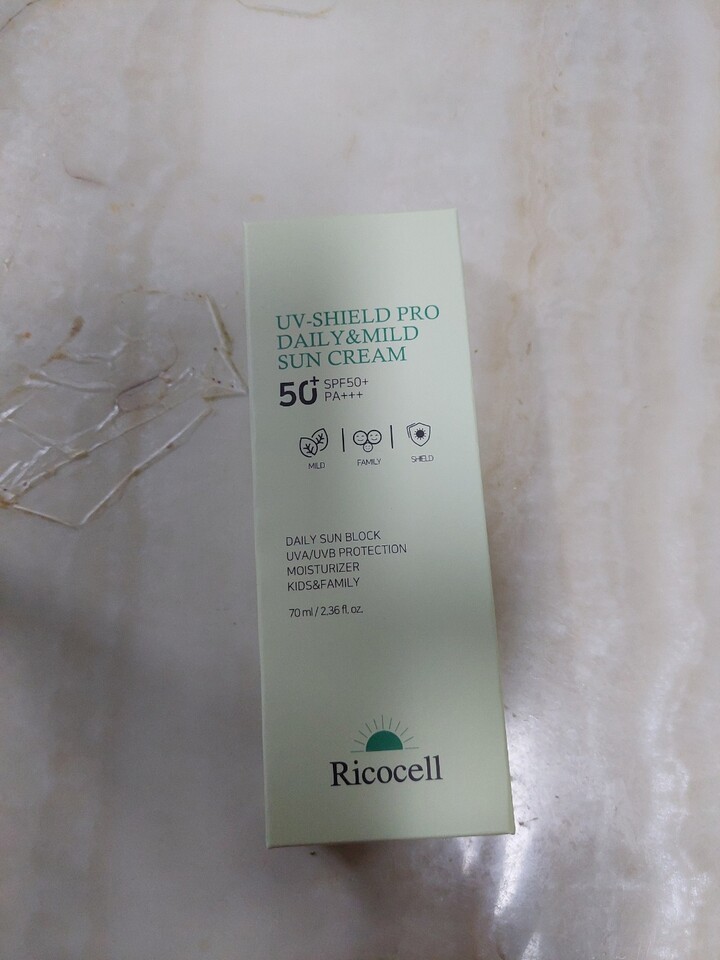 UV-SHIELD PRO
DAILY&MILD
SUN CREAM
50+ SPF50+
PA+++
MILD
FAMILY
SHIELD
DAILY SUN BLOCK
UVA/UVB PROTECTION
MOISTURIZER
KIDS&FAMILY
70 ml / 2.36 fl. oz.
Ricocell